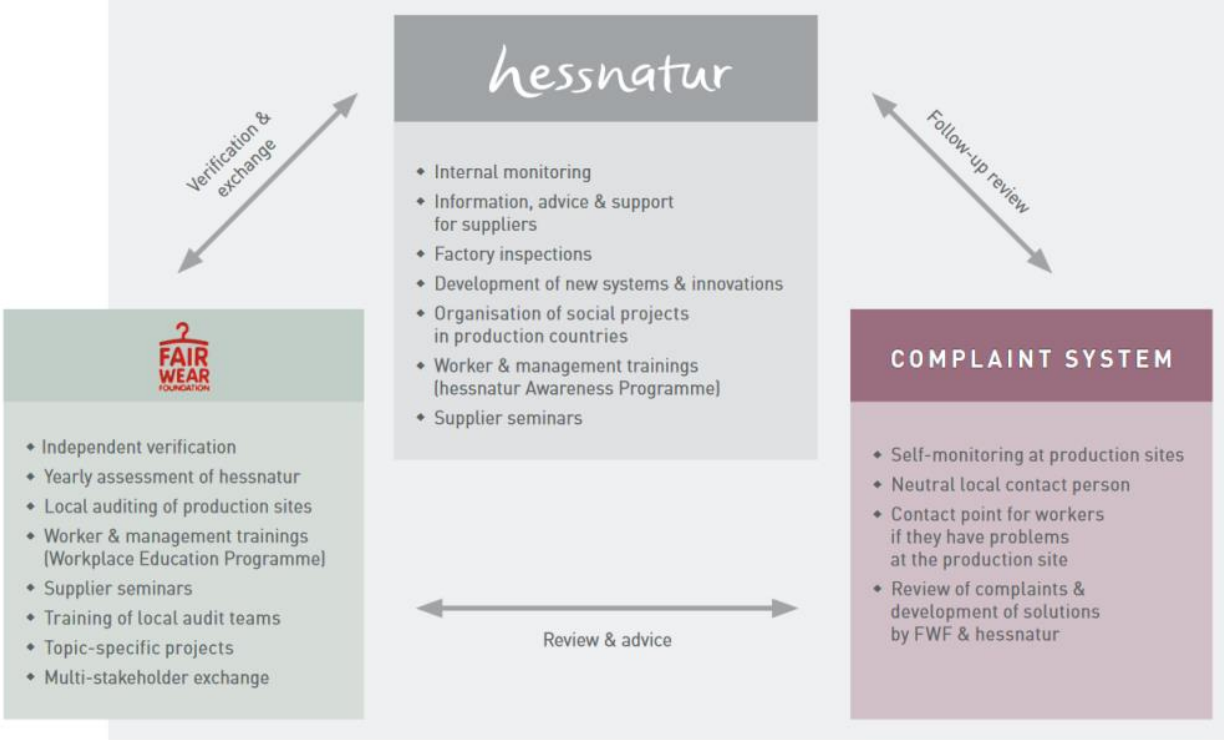 hessnatur
Verification &
exchange
Follow-up review
◆ Internal monitoring
◆ Information, advice & support
for suppliers
◆ Factory inspections
◆ Development of new systems & innovations
◆ Organisation of social projects
in production countries
◆ Worker & management trainings
(hessnatur Awareness Programme)
◆ Supplier seminars
FAIR
WEAR
FOUNDATION
◆ Independent verification
◆ Yearly assessment of hessnatur
◆ Local auditing of production sites
◆ Worker & management trainings
(Workplace Education Programme)
◆ Supplier seminars
◆ Training of local audit teams
◆ Topic-specific projects
◆ Multi-stakeholder exchange
Review & advice
COMPLAINT SYSTEM
◆ Self-monitoring at production sites
◆ Neutral local contact person
◆ Contact point for workers
if they have problems
at the production site
◆ Review of complaints &
development of solutions
by FWF & hessnatur